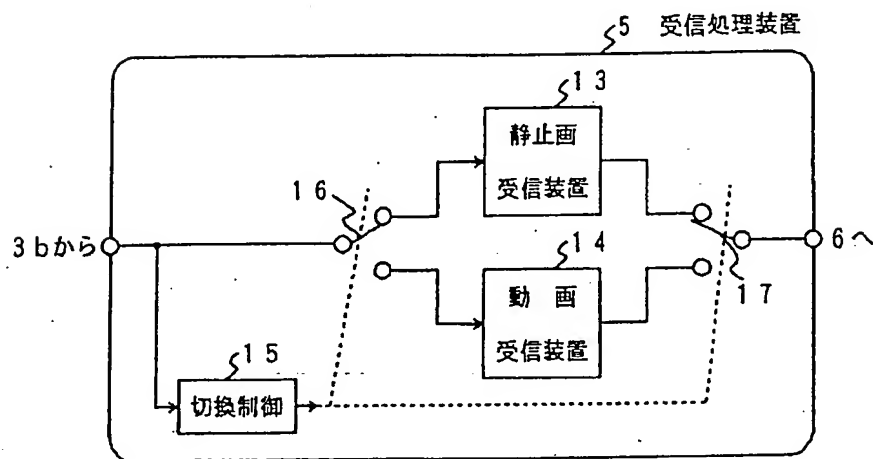 5 受信処理装置
13
静止画
受信装置
16
3bから
6へ
14
動 画
受信装置
17
15
切換制御